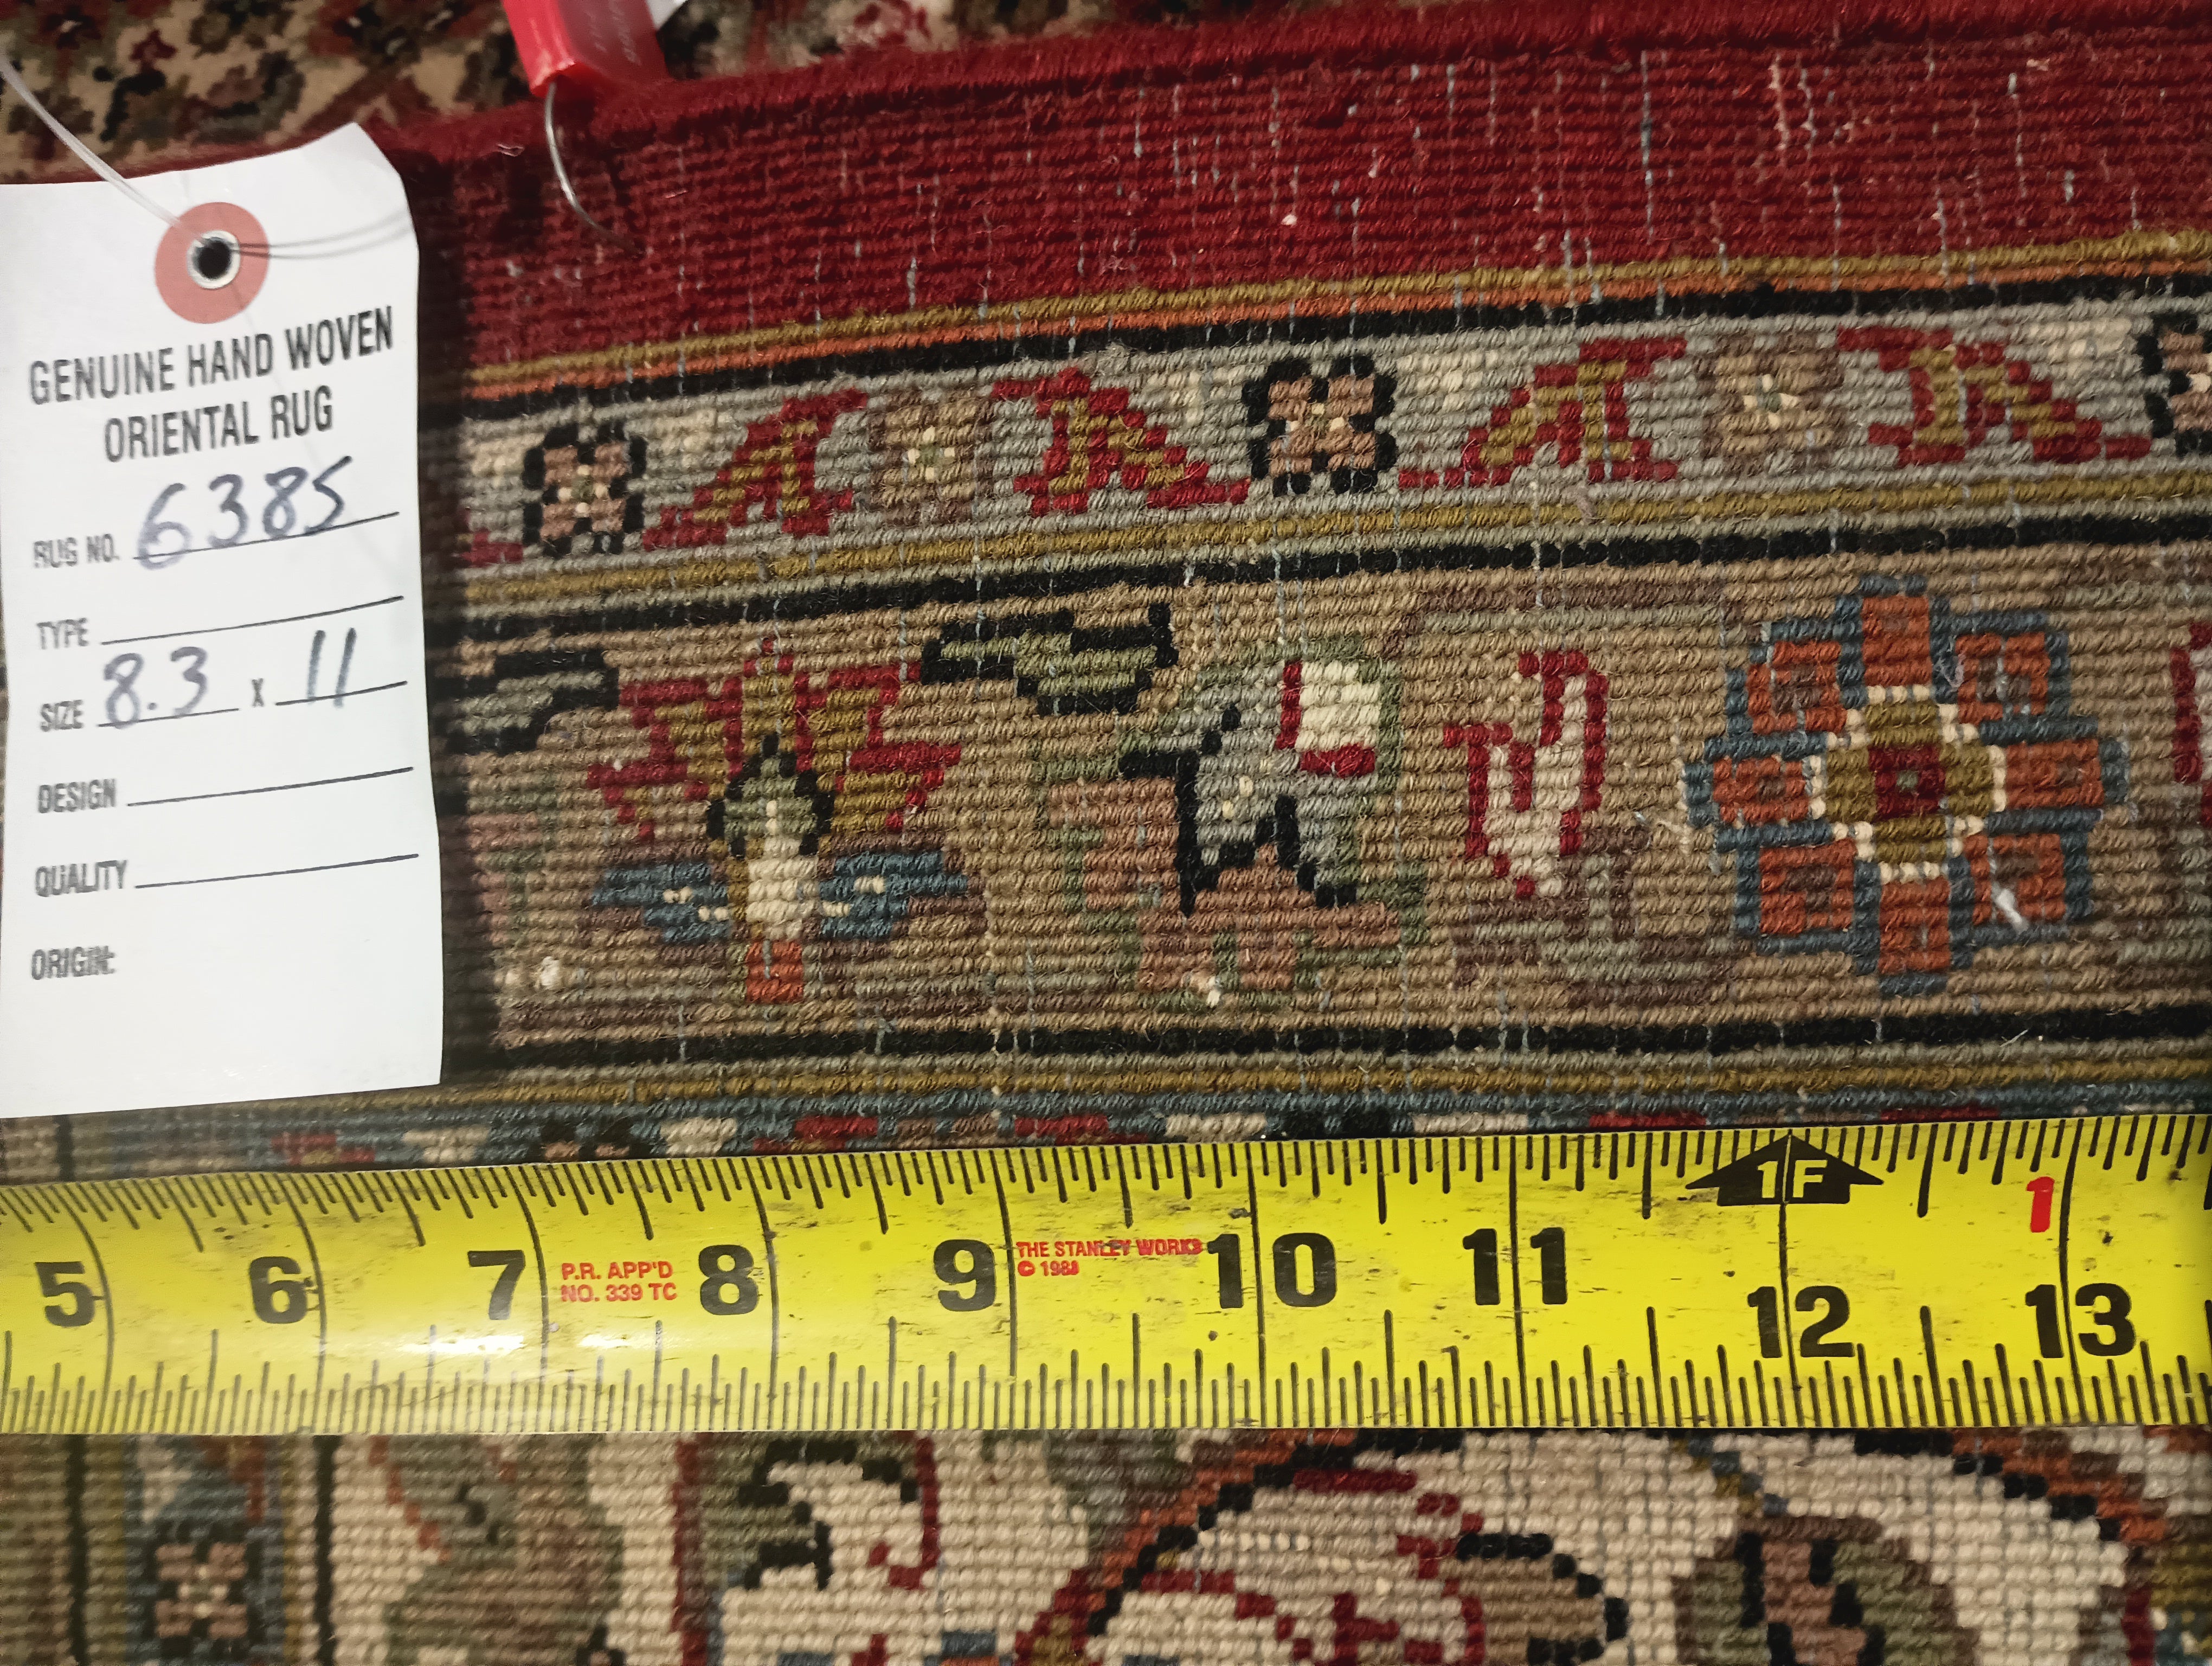 GENUINE HAND WOVEN
ORIENTAL RUG
RUG NO. 6385
TYPE
SIZE 8.3 x 11
DESIGN
QUALITY
ORIGIN:
1F
1
5 6 7 8 9 10 11 12 13
P.R. APP'D
NO. 339 TC
THE STANLEY WORKS
© 1988